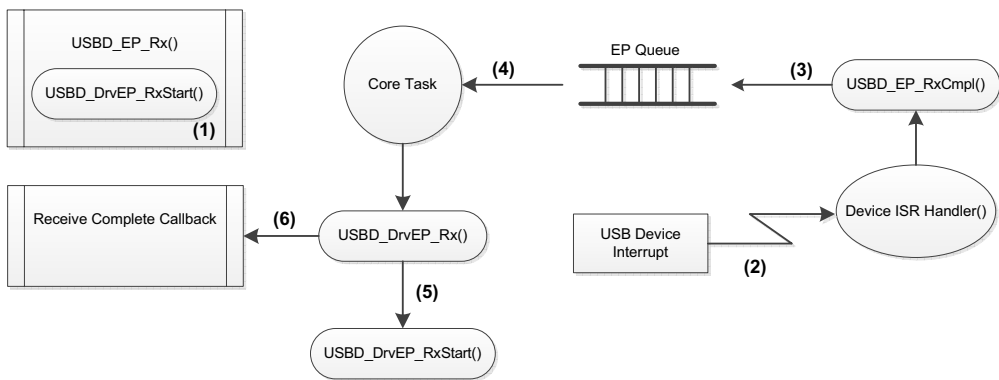 USBD_EP_Rx()
USBD_DrvEP_RxStart()
(1)
Core Task
(4)
EP Queue
(3)
USBD_EP_RxCmpl()
Receive Complete Callback
(6)
USBD_DrvEP_Rx()
USB Device
Interrupt
(2)
Device ISR Handler()
(5)
USBD_DrvEP_RxStart()